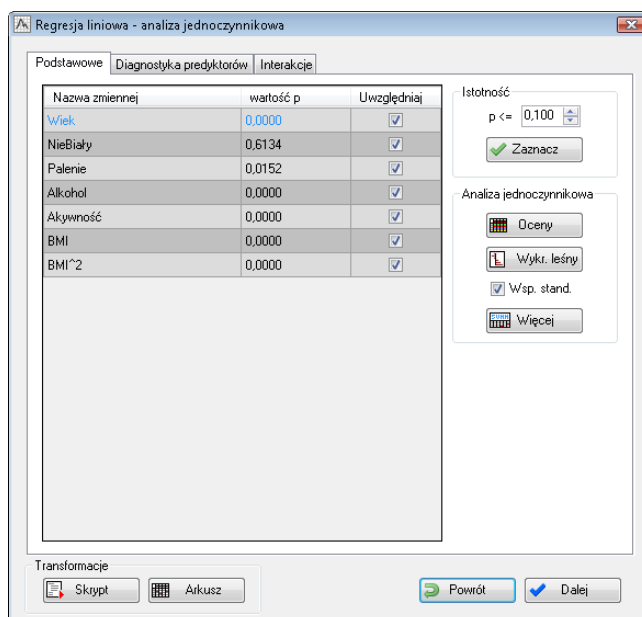 Regresja liniowa - analiza jednoczynnikowa
Podstawowe Diagnostyka predyktorów Interakcje
Nazwa zmiennej wartość p Uwzględniaj
Wiek 0,0000
NieBiały 0,6134
Palenie 0,0152
Alkohol 0,0000
Akywność 0,0000
BMI 0,0000
BMI^2 0,0000
Istotność
p <= 0,100
Zaznacz
Analiza jednoczynnikowa
Oceny
Wykr. leśny
Wsp. stand.
Więcej
Transformacje
Skrypt Arkusz Powrót Dalej